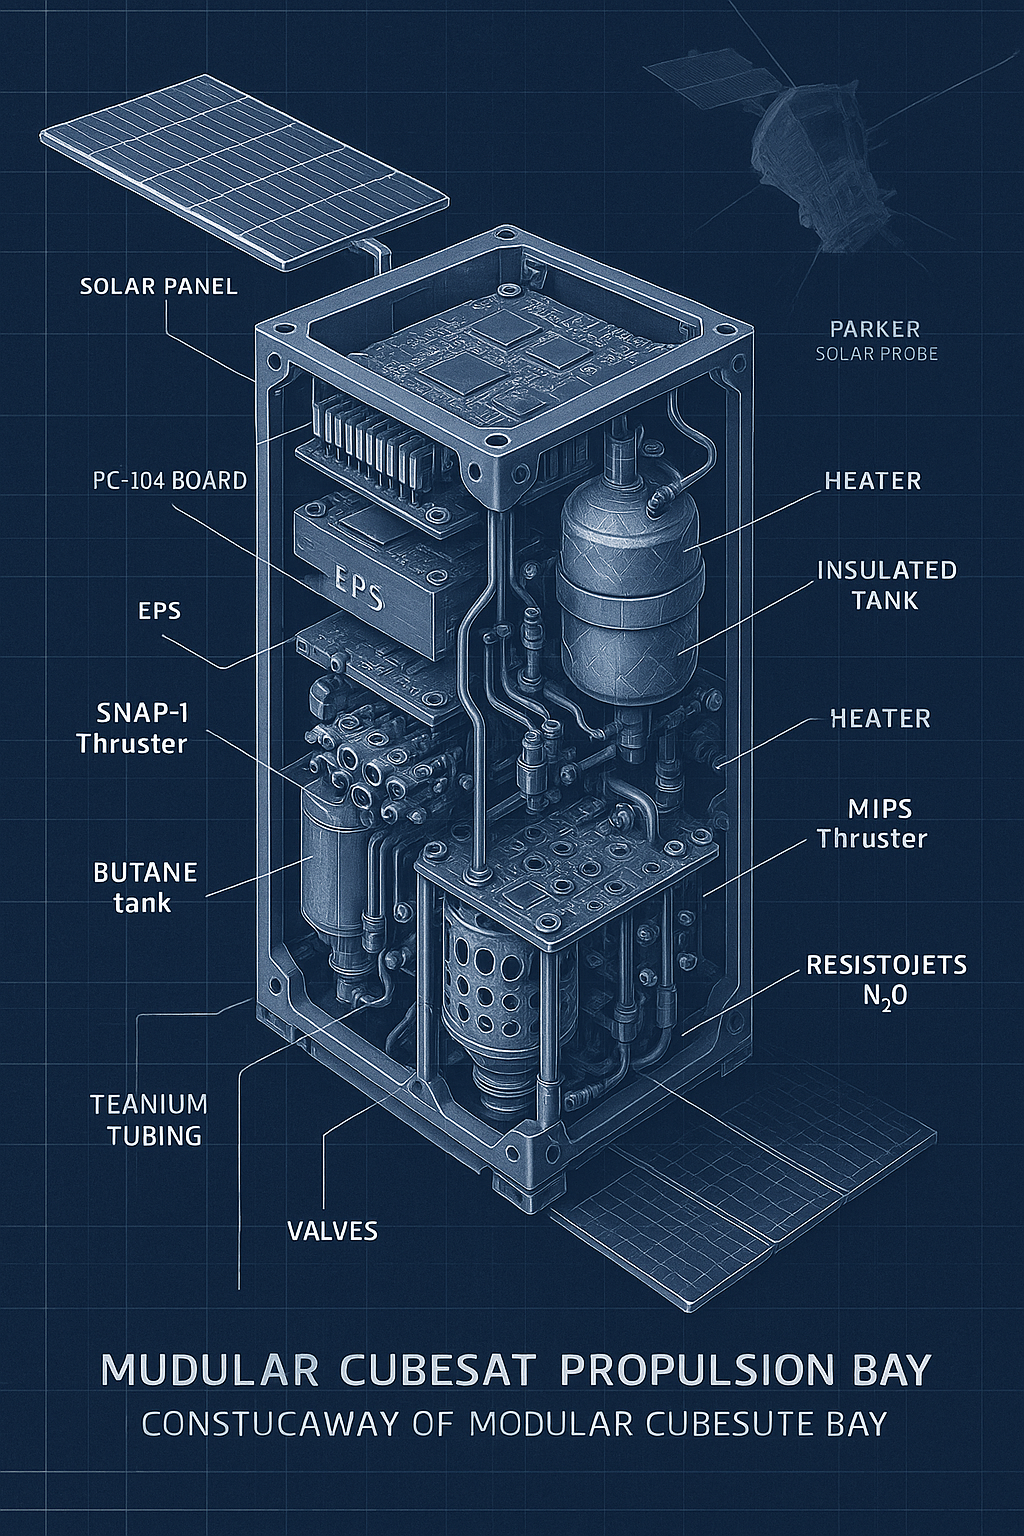 SOLAR PANEL
PARKER
SOLAR PROBE
PC-104 BOARD
HEATER
EPS
INSULATED
TANK
EPS
SNAP-1
Thruster
HEATER
MIPS
Thruster
BUTANE
tank
RESISTOJETS
N₂O
TEANIUM
TUBING
VALVES
MUDULAR CUBESAT PROPULSION BAY
CONSTUCAWAY OF MODULAR CUBESUTE BAY